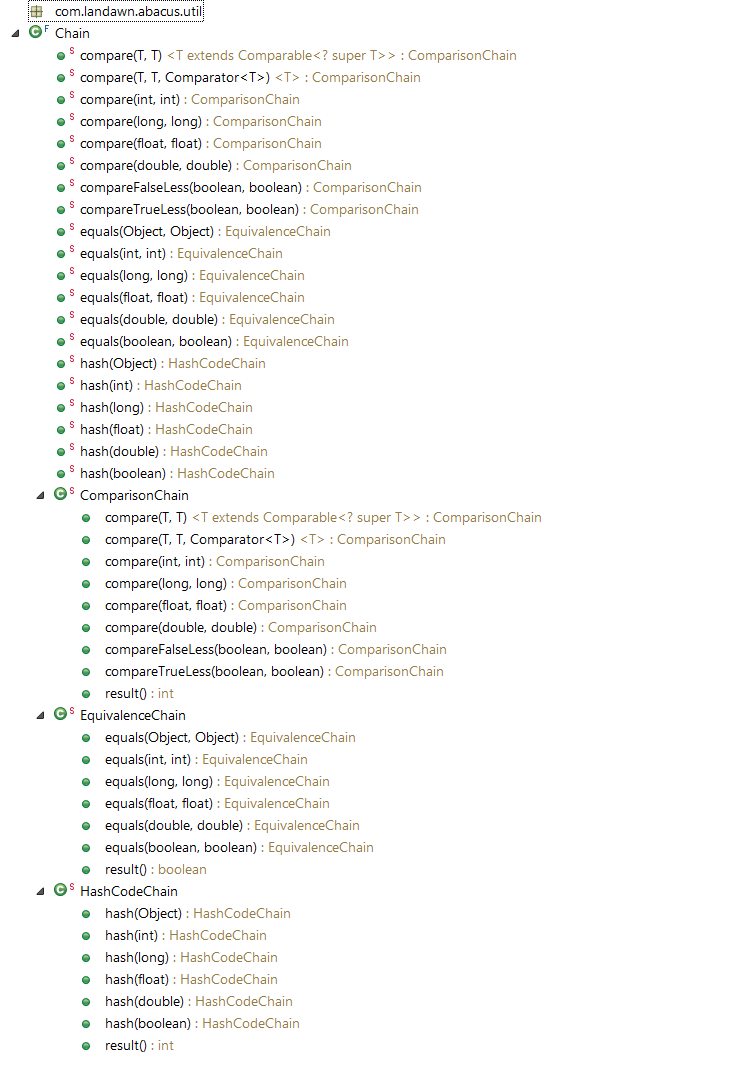 com.landawn.abacus.util
C F Chain
S compare(T, T) <T extends Comparable<? super T>> : ComparisonChain
S compare(T, T, Comparator<T>) <T> : ComparisonChain
S compare(int, int) : ComparisonChain
S compare(long, long) : ComparisonChain
S compare(float, float) : ComparisonChain
S compare(double, double) : ComparisonChain
S compareFalseLess(boolean, boolean) : ComparisonChain
S compareTrueLess(boolean, boolean) : ComparisonChain
S equals(Object, Object) : EquivalenceChain
S equals(int, int) : EquivalenceChain
S equals(long, long) : EquivalenceChain
S equals(float, float) : EquivalenceChain
S equals(double, double) : EquivalenceChain
S equals(boolean, boolean) : EquivalenceChain
S hash(Object) : HashCodeChain
S hash(int) : HashCodeChain
S hash(long) : HashCodeChain
S hash(float) : HashCodeChain
S hash(double) : HashCodeChain
S hash(boolean) : HashCodeChain
C S ComparisonChain
compare(T, T) <T extends Comparable<? super T>> : ComparisonChain
compare(T, T, Comparator<T>) <T> : ComparisonChain
compare(int, int) : ComparisonChain
compare(long, long) : ComparisonChain
compare(float, float) : ComparisonChain
compare(double, double) : ComparisonChain
compareFalseLess(boolean, boolean) : ComparisonChain
compareTrueLess(boolean, boolean) : ComparisonChain
result() : int
C S EquivalenceChain
equals(Object, Object) : EquivalenceChain
equals(int, int) : EquivalenceChain
equals(long, long) : EquivalenceChain
equals(float, float) : EquivalenceChain
equals(double, double) : EquivalenceChain
equals(boolean, boolean) : EquivalenceChain
result() : boolean
C S HashCodeChain
hash(Object) : HashCodeChain
hash(int) : HashCodeChain
hash(long) : HashCodeChain
hash(float) : HashCodeChain
hash(double) : HashCodeChain
hash(boolean) : HashCodeChain
result() : int